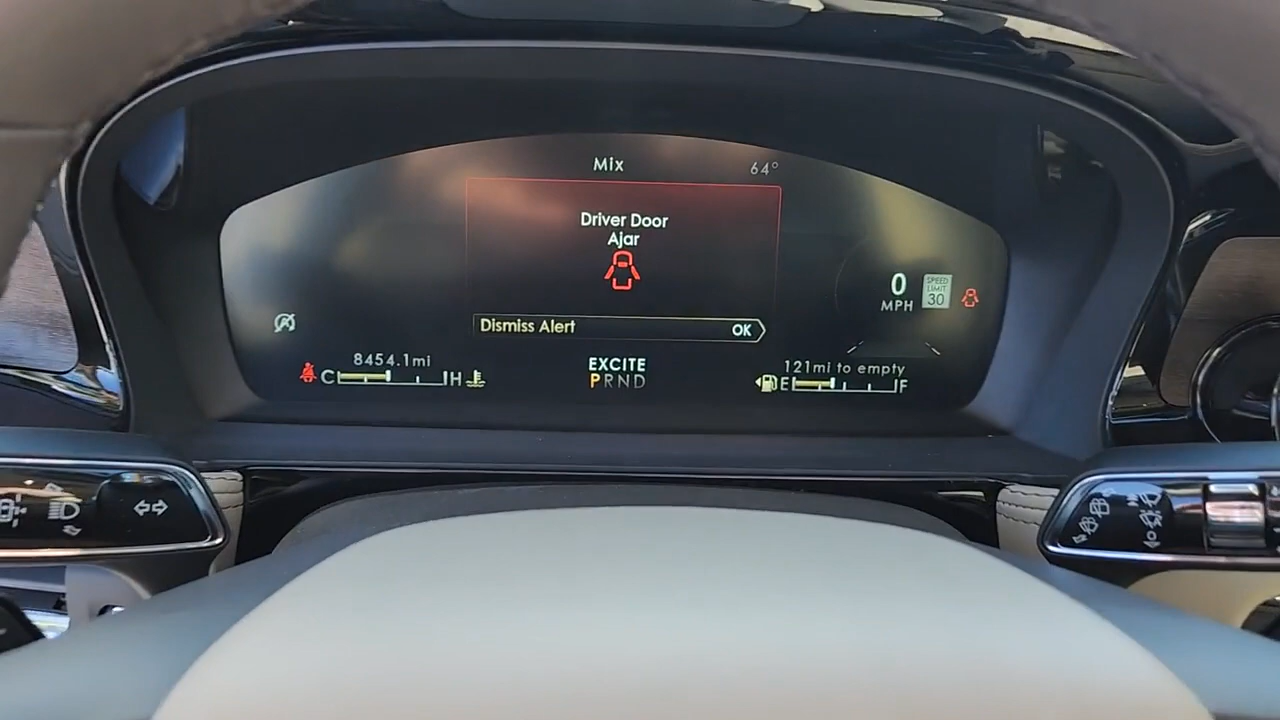 Mix
64°
Driver Door
Ajar
Dismiss Alert
OK
0
MPH
SPEED
LIMIT
30
8454.1mi
C H
EXCITE
PRND
121mi to empty
E F